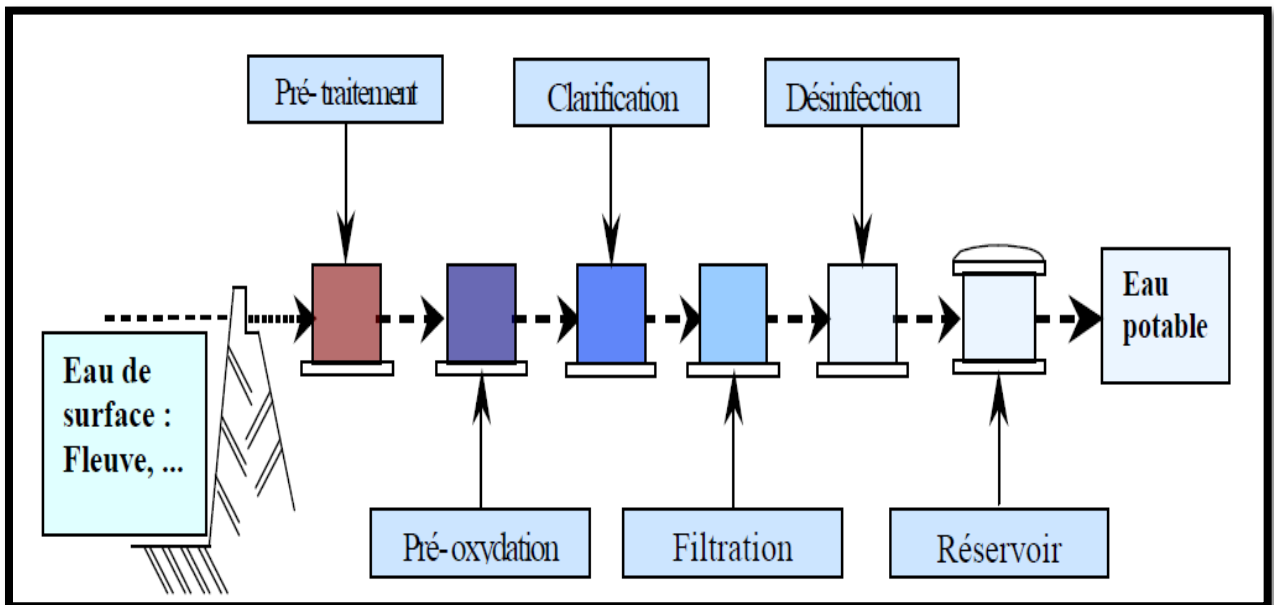 Pré-traitement
Clarification
Désinfection
Eau de
surface :
Fleuve, ...
Eau
potable
Pré-oxydation
Filtration
Réservoir